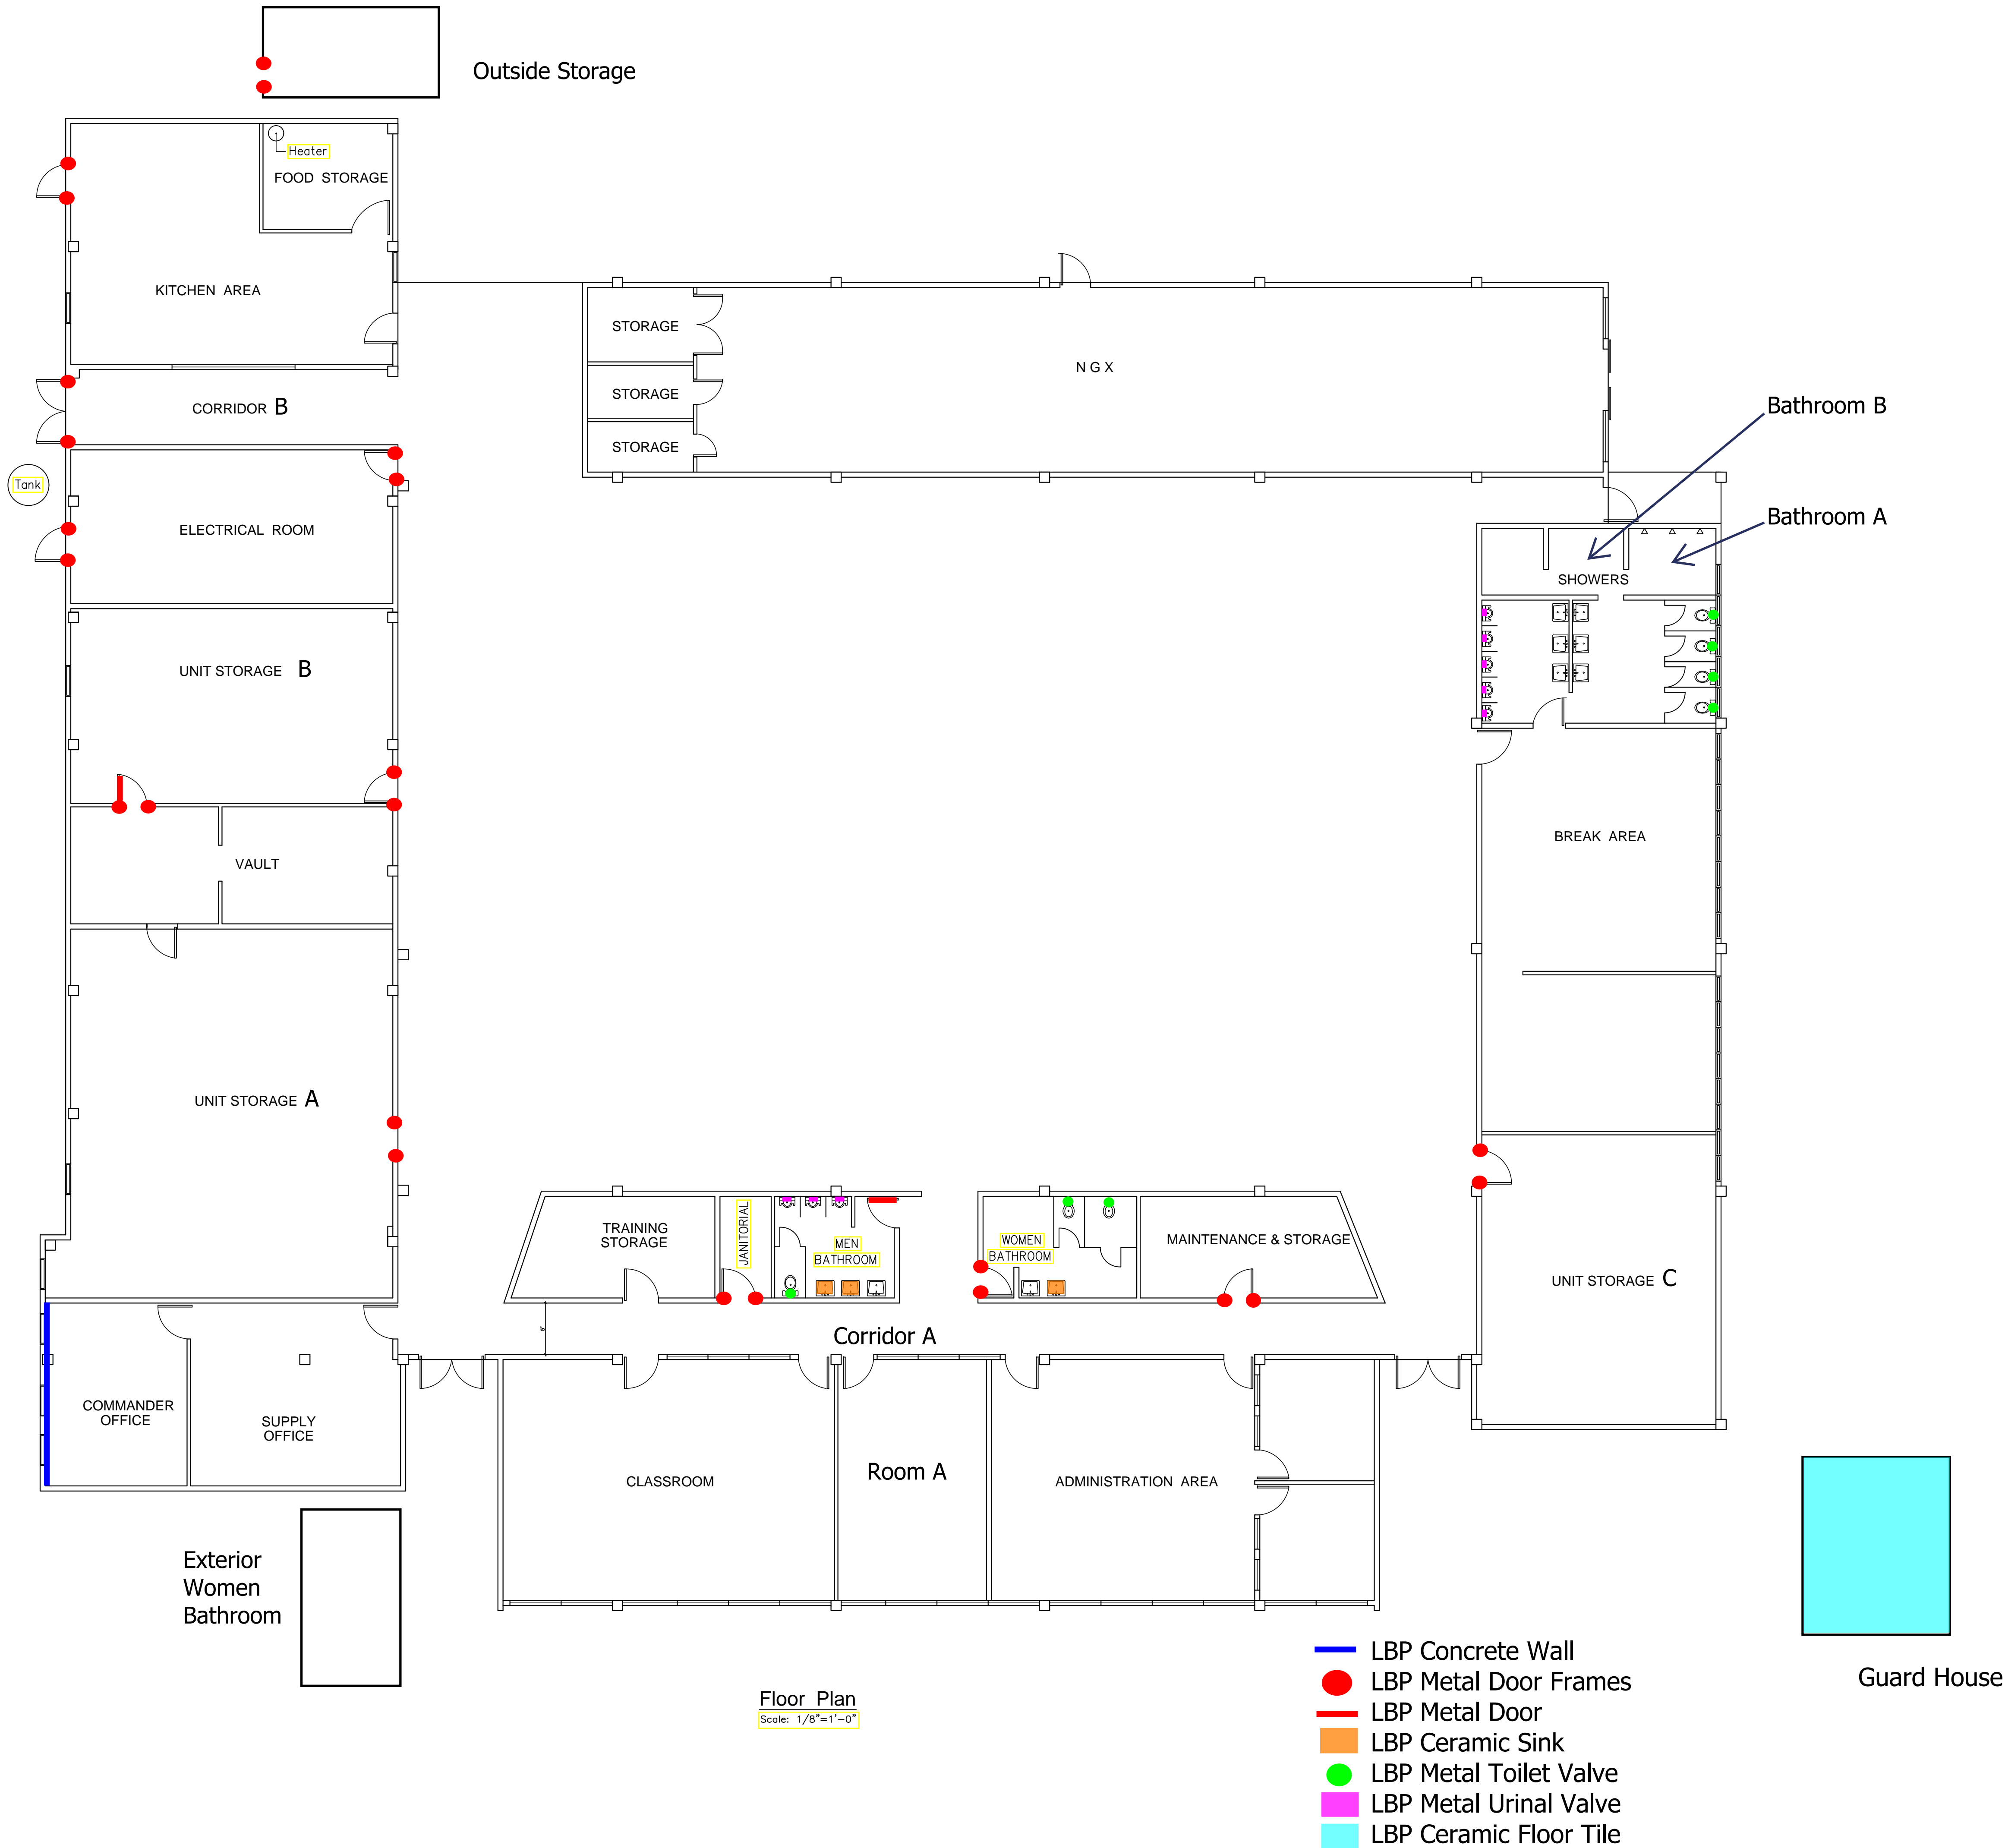 Outside Storage
Heater
FOOD STORAGE
KITCHEN AREA
STORAGE
N G X
STORAGE
CORRIDOR B
Bathroom B
STORAGE
Tank
Bathroom A
ELECTRICAL ROOM
SHOWERS
UNIT STORAGE B
BREAK AREA
VAULT
UNIT STORAGE A
TRAINING
STORAGE
JANITORIAL
MEN
BATHROOM
WOMEN
BATHROOM
MAINTENANCE & STORAGE
UNIT STORAGE C
Corridor A
COMMANDER
OFFICE
SUPPLY
OFFICE
CLASSROOM
Room A
ADMINISTRATION AREA
Exterior
Women
Bathroom
Guard House
Floor Plan
Scale: 1/8"=1'-0"
LBP Concrete Wall
LBP Metal Door Frames
LBP Metal Door
LBP Ceramic Sink
LBP Metal Toilet Valve
LBP Metal Urinal Valve
LBP Ceramic Floor Tile